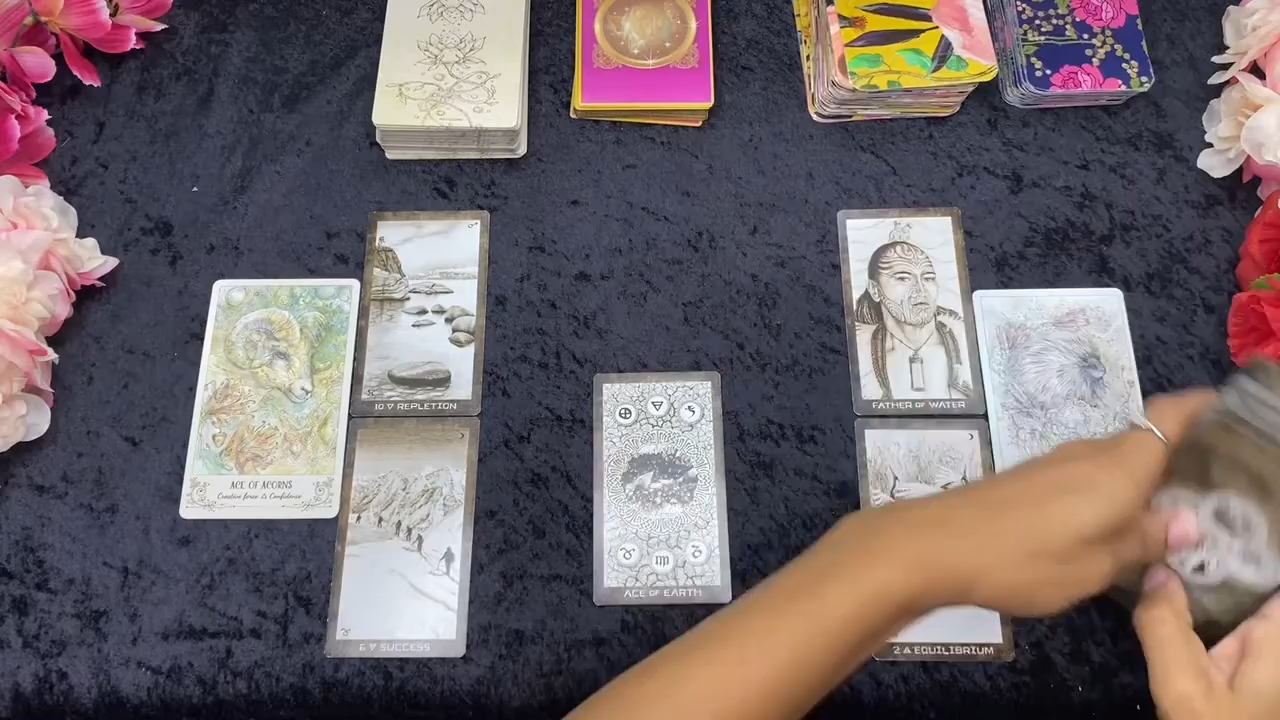 10 ▽ REPLETION
FATHER OF WATER
ACE OF ACORNS
Creative force & Confidence
ACE OF EARTH
6 ▽ SUCCESS
2 🜁 EQUILIBRIUM